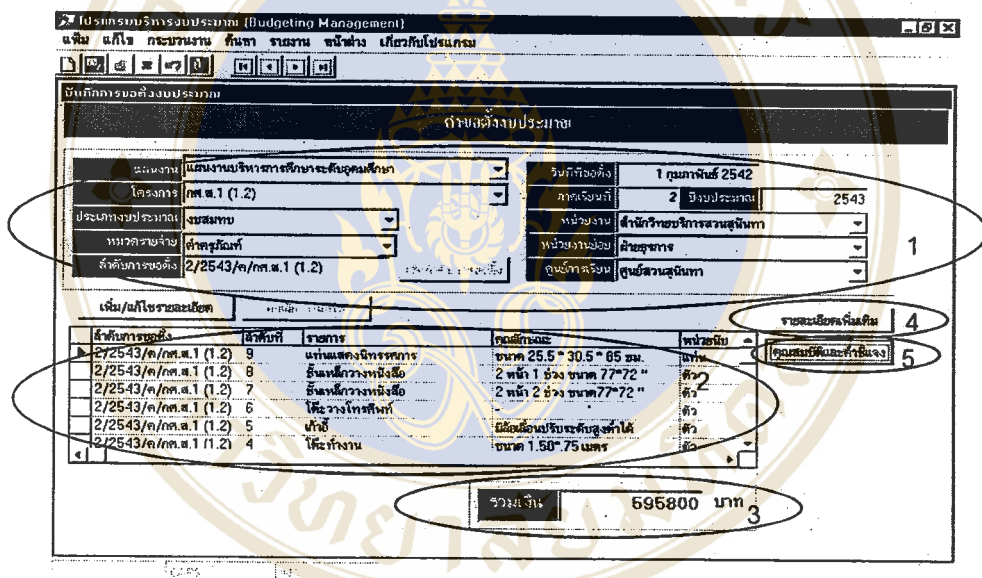 โปรแกรมบริหารงบประมาณ (Budgeting Management)
แฟ้ม แก้ไข กระบวนงาน ค้นหา รายงาน หน้าต่าง เกี่ยวกับโปรแกรม
บันทึกการขอตั้งงบประมาณ
คำขอตั้งงบประมาณ
แผนงาน แผนงานบริหารการศึกษาระดับอุดมศึกษา วันที่ขอตั้ง 1 กุมภาพันธ์ 2542
โครงการ กศ.ส.1 (1.2) ภาคเรียนที่ 2 ปีงบประมาณ 2543
ประเภทงบประมาณ งบสมทบ หน่วยงาน สำนักวิทยบริการสวนสุนันทา
หมวดรายจ่าย ค่าครุภัณฑ์ หน่วยงานย่อย ฝ่ายธุรการ 1
ลำดับการขอตั้ง 2/2543/ค/กศ.ส.1 (1.2) ศูนย์การเรียน ศูนย์สวนสุนันทา
เพิ่ม/แก้ไขรายละเอียด รายละเอียดเพิ่มเติม 4
ลำดับการขอตั้ง ลำดับที่ รายการ คุณลักษณะ หน่วยนับ
2/2543/ค/กศ.ส.1 (1.2) 9 แท่นแสดงนิทรรศการ ขนาด 25.5 * 30.5 * 85 ซม. แท่น คุณสมบัติและคำชี้แจง 5
2/2543/ค/กศ.ส.1 (1.2) 8 ชั้นเหล็กวางหนังสือ 2 หน้า 1 ช่วง ขนาด 77*72 " ตัว 2
2/2543/ค/กศ.ส.1 (1.2) 7 ชั้นเหล็กวางหนังสือ 2 หน้า 2 ช่วง ขนาด77*72 " ตัว
2/2543/ค/กศ.ส.1 (1.2) 6 โต๊ะวางโทรศัพท์ - ตัว
2/2543/ค/กศ.ส.1 (1.2) 5 เก้าอี้ มีล้อเลื่อนปรับระดับสูงต่ำได้ ตัว
2/2543/ค/กศ.ส.1 (1.2) 4 โต๊ะทำงาน ขนาด 1.50*.75 เมตร ตัว
รวมเงิน 595800 บาท 3